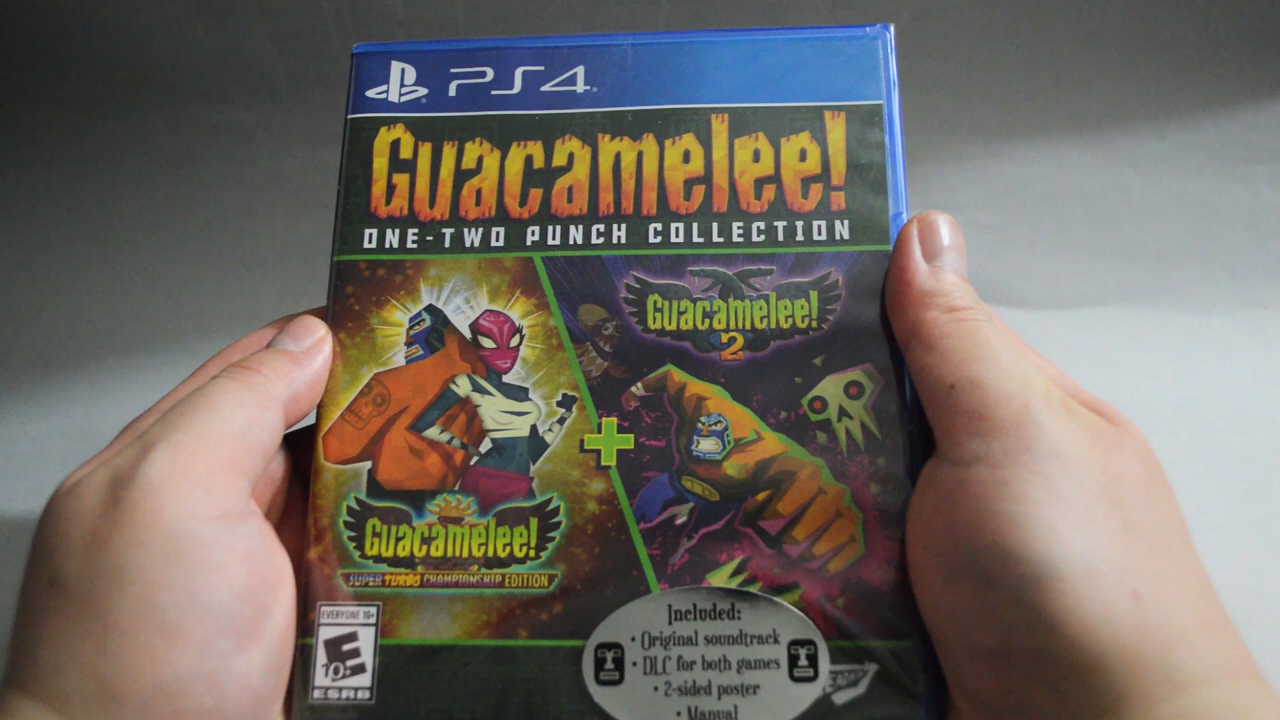 PS4
Guacamelee!
ONE-TWO PUNCH COLLECTION
Guacamelee!
2
Guacamelee!
SUPER TURBO CHAMPIONSHIP EDITION
EVERYONE 10+
E
10+
ESRB
Included:
• Original soundtrack
• DLC for both games
• 2-sided poster
• Manual